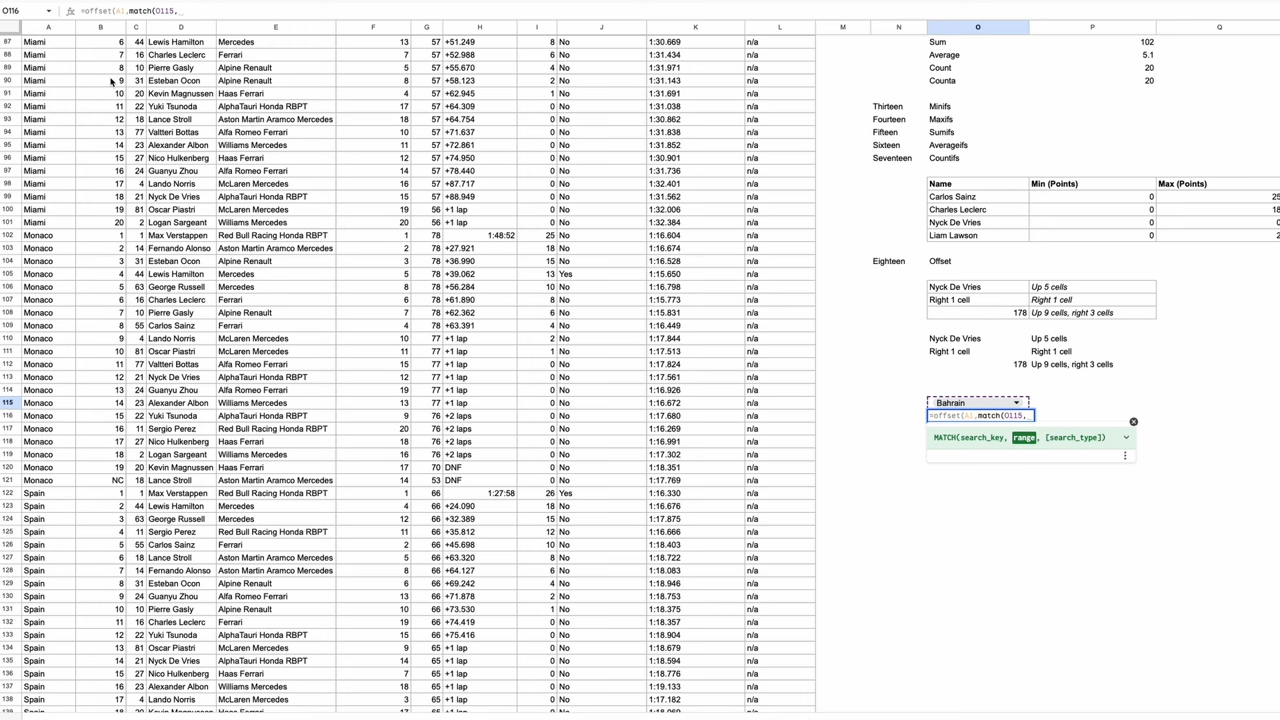 O116 =offset(A1,match(O115,
A B C D E F G H I J K L M N O P Q
87 Miami 6 44 Lewis Hamilton Mercedes 13 57 +51.249 8 No 1:30.669 n/a Sum 102
88 Miami 7 16 Charles Leclerc Ferrari 7 57 +52.988 6 No 1:31.434 n/a Average 5.1
89 Miami 8 10 Pierre Gasly Alpine Renault 5 57 +55.670 4 No 1:31.971 n/a Count 20
90 Miami 9 31 Esteban Ocon Alpine Renault 8 57 +58.123 2 No 1:31.143 n/a Counta 20
91 Miami 10 20 Kevin Magnussen Haas Ferrari 4 57 +62.945 1 No 1:31.691 n/a
92 Miami 11 22 Yuki Tsunoda AlphaTauri Honda RBPT 17 57 +64.309 0 No 1:31.038 n/a Thirteen Minifs
93 Miami 12 18 Lance Stroll Aston Martin Aramco Mercedes 18 57 +64.754 0 No 1:30.862 n/a Fourteen Maxifs
94 Miami 13 77 Valtteri Bottas Alfa Romeo Ferrari 10 57 +71.637 0 No 1:31.838 n/a Fifteen Sumifs
95 Miami 14 23 Alexander Albon Williams Mercedes 11 57 +72.861 0 No 1:31.852 n/a Sixteen Averageifs
96 Miami 15 27 Nico Hulkenberg Haas Ferrari 12 57 +74.950 0 No 1:30.901 n/a Seventeen Countifs
97 Miami 16 24 Guanyu Zhou Alfa Romeo Ferrari 14 57 +78.440 0 No 1:31.736 n/a
98 Miami 17 4 Lando Norris McLaren Mercedes 16 57 +87.717 0 No 1:32.401 n/a Name Min (Points) Max (Points)
99 Miami 18 21 Nyck De Vries AlphaTauri Honda RBPT 15 57 +88.949 0 No 1:31.562 n/a Carlos Sainz 0 25
100 Miami 19 81 Oscar Piastri McLaren Mercedes 19 56 +1 lap 0 No 1:32.006 n/a Charles Leclerc 0 18
101 Miami 20 2 Logan Sargeant Williams Mercedes 20 56 +1 lap 0 No 1:32.384 n/a Nyck De Vries 0 0
102 Monaco 1 1 Max Verstappen Red Bull Racing Honda RBPT 1 78 1:48:52 25 No 1:16.604 n/a Liam Lawson 0 2
103 Monaco 2 14 Fernando Alonso Aston Martin Aramco Mercedes 2 78 +27.921 18 No 1:16.674 n/a
104 Monaco 3 31 Esteban Ocon Alpine Renault 3 78 +36.990 15 No 1:16.528 n/a Eighteen Offset
105 Monaco 4 44 Lewis Hamilton Mercedes 5 78 +39.062 13 Yes 1:15.650 n/a
106 Monaco 5 63 George Russell Mercedes 8 78 +56.284 10 No 1:16.798 n/a Nyck De Vries Up 5 cells
107 Monaco 6 16 Charles Leclerc Ferrari 6 78 +61.890 8 No 1:15.773 n/a Right 1 cell Right 1 cell
108 Monaco 7 10 Pierre Gasly Alpine Renault 7 78 +62.362 6 No 1:15.831 n/a 178 Up 9 cells, right 3 cells
109 Monaco 8 55 Carlos Sainz Ferrari 4 78 +63.391 4 No 1:16.449 n/a
110 Monaco 9 4 Lando Norris McLaren Mercedes 10 77 +1 lap 2 No 1:17.844 n/a Nyck De Vries Up 5 cells
111 Monaco 10 81 Oscar Piastri McLaren Mercedes 11 77 +1 lap 1 No 1:17.513 n/a Right 1 cell Right 1 cell
112 Monaco 11 77 Valtteri Bottas Alfa Romeo Ferrari 14 77 +1 lap 0 No 1:17.824 n/a 178 Up 9 cells, right 3 cells
113 Monaco 12 21 Nyck De Vries AlphaTauri Honda RBPT 12 77 +1 lap 0 No 1:17.561 n/a
114 Monaco 13 24 Guanyu Zhou Alfa Romeo Ferrari 19 77 +1 lap 0 No 1:16.926 n/a
115 Monaco 14 23 Alexander Albon Williams Mercedes 13 77 +1 lap 0 No 1:16.672 n/a Bahrain
116 Monaco 15 22 Yuki Tsunoda AlphaTauri Honda RBPT 9 76 +2 laps 0 No 1:17.680 n/a =offset(A1,match(O115,
117 Monaco 16 11 Sergio Perez Red Bull Racing Honda RBPT 20 76 +2 laps 0 No 1:16.269 n/a
118 Monaco 17 27 Nico Hulkenberg Haas Ferrari 18 76 +2 laps 0 No 1:16.991 n/a MATCH(search_key, range, [search_type])
119 Monaco 18 2 Logan Sargeant Williams Mercedes 16 76 +2 laps 0 No 1:17.302 n/a
120 Monaco 19 20 Kevin Magnussen Haas Ferrari 17 70 DNF 0 No 1:18.351 n/a
121 Monaco NC 18 Lance Stroll Aston Martin Aramco Mercedes 14 53 DNF 0 No 1:17.769 n/a
122 Spain 1 1 Max Verstappen Red Bull Racing Honda RBPT 1 66 1:27:58 26 Yes 1:16.330 n/a
123 Spain 2 44 Lewis Hamilton Mercedes 4 66 +24.090 18 No 1:16.676 n/a
124 Spain 3 63 George Russell Mercedes 12 66 +32.389 15 No 1:17.875 n/a
125 Spain 4 11 Sergio Perez Red Bull Racing Honda RBPT 11 66 +35.812 12 No 1:16.666 n/a
126 Spain 5 55 Carlos Sainz Ferrari 2 66 +45.698 10 No 1:18.403 n/a
127 Spain 6 18 Lance Stroll Aston Martin Aramco Mercedes 5 66 +63.320 8 No 1:18.722 n/a
128 Spain 7 14 Fernando Alonso Aston Martin Aramco Mercedes 8 66 +64.127 6 No 1:18.083 n/a
129 Spain 8 31 Esteban Ocon Alpine Renault 6 66 +69.242 4 No 1:18.946 n/a
130 Spain 9 24 Guanyu Zhou Alfa Romeo Ferrari 13 66 +71.878 2 No 1:18.753 n/a
131 Spain 10 10 Pierre Gasly Alpine Renault 10 66 +73.530 1 No 1:18.375 n/a
132 Spain 11 16 Charles Leclerc Ferrari 19 66 +74.419 0 No 1:18.357 n/a
133 Spain 12 22 Yuki Tsunoda AlphaTauri Honda RBPT 15 66 +75.416 0 No 1:18.904 n/a
134 Spain 13 81 Oscar Piastri McLaren Mercedes 9 65 +1 lap 0 No 1:18.679 n/a
135 Spain 14 21 Nyck De Vries AlphaTauri Honda RBPT 14 65 +1 lap 0 No 1:18.594 n/a
136 Spain 15 27 Nico Hulkenberg Haas Ferrari 7 65 +1 lap 0 No 1:18.776 n/a
137 Spain 16 23 Alexander Albon Williams Mercedes 18 65 +1 lap 0 No 1:19.133 n/a
138 Spain 17 4 Lando Norris McLaren Mercedes 3 65 +1 lap 0 No 1:17.182 n/a